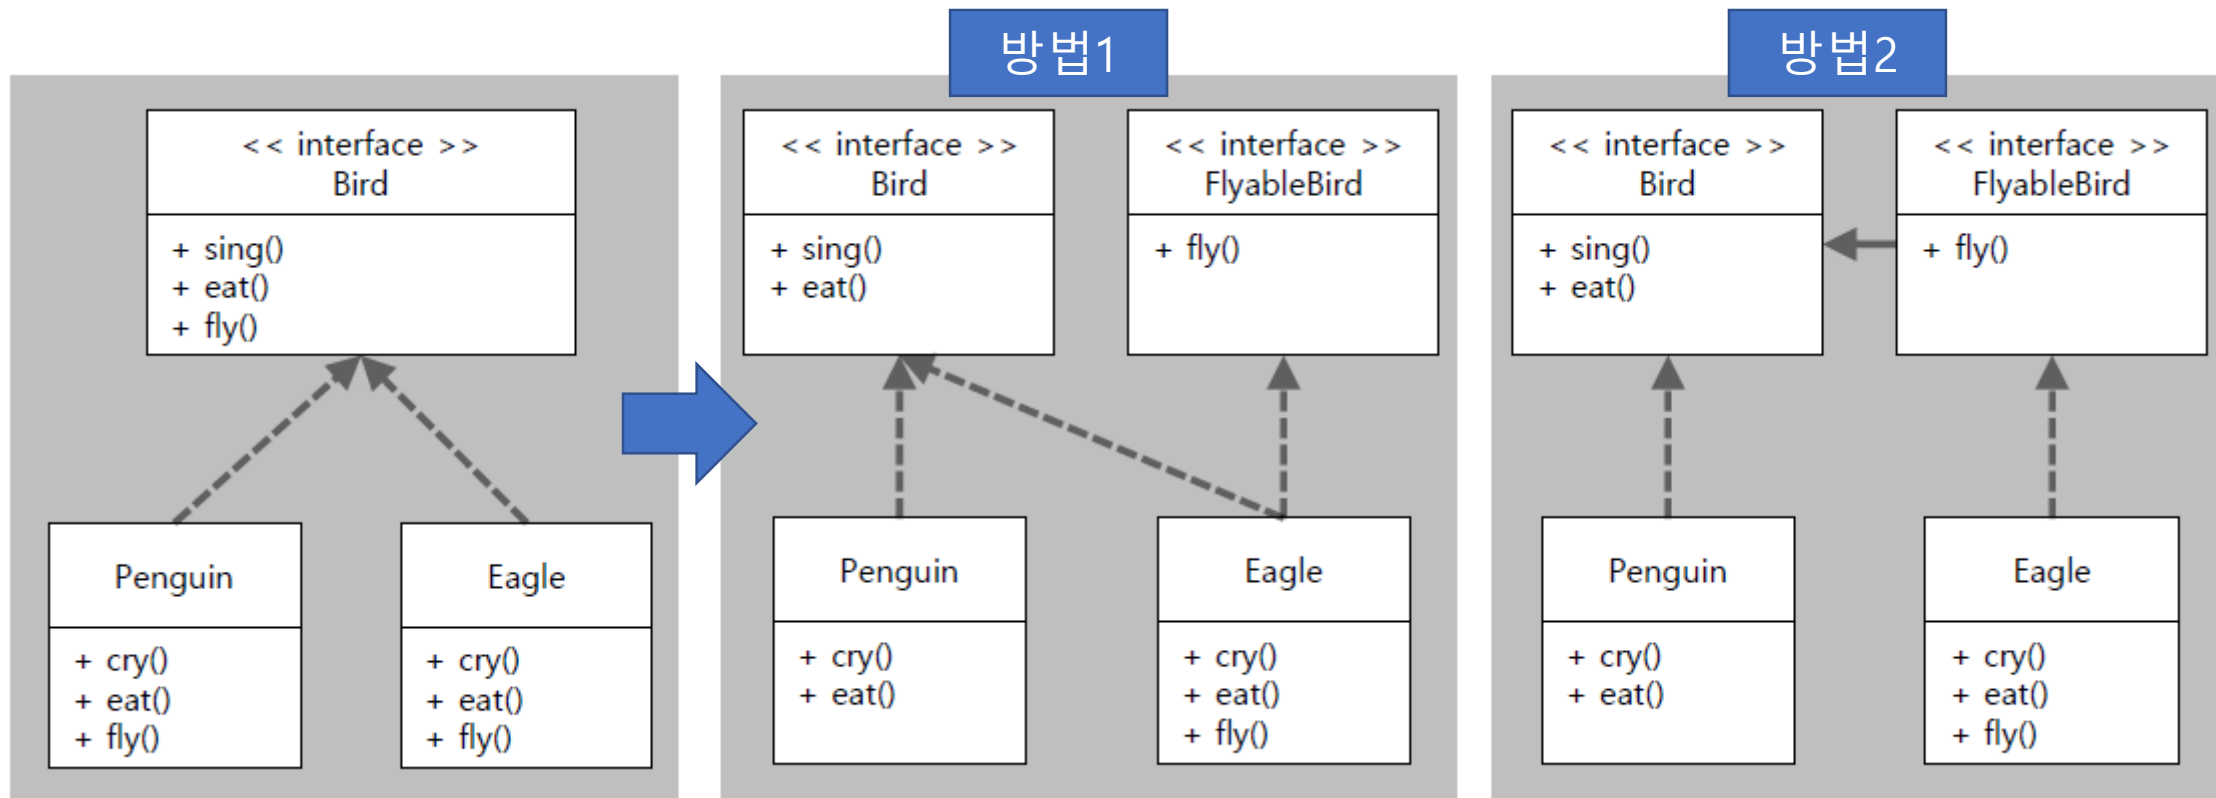 << interface >>
Bird
+ sing()
+ eat()
+ fly()
Penguin
+ cry()
+ eat()
+ fly()
Eagle
+ cry()
+ eat()
+ fly()
방법1
<< interface >>
Bird
+ sing()
+ eat()
<< interface >>
FlyableBird
+ fly()
Penguin
+ cry()
+ eat()
Eagle
+ cry()
+ eat()
+ fly()
방법2
<< interface >>
Bird
+ sing()
+ eat()
<< interface >>
FlyableBird
+ fly()
Penguin
+ cry()
+ eat()
Eagle
+ cry()
+ eat()
+ fly()